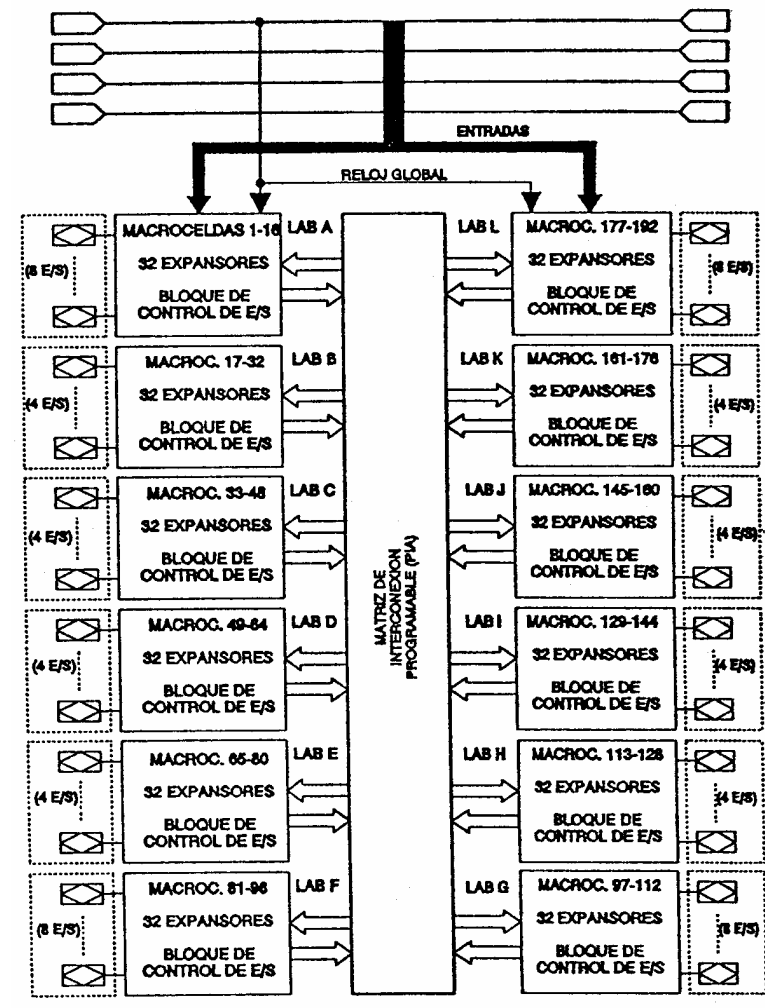 ENTRADAS
RELOJ GLOBAL
MACROCELDAS 1-16
LAB A
32 EXPANSORES
BLOQUE DE
CONTROL DE E/S
(8 E/S)
LAB L
MACROC. 177-192
32 EXPANSORES
BLOQUE DE
CONTROL DE E/S
(8 E/S)
MACROC. 17-32
LAB B
32 EXPANSORES
BLOQUE DE
CONTROL DE E/S
(4 E/S)
LAB K
MACROC. 161-176
32 EXPANSORES
BLOQUE DE
CONTROL DE E/S
(4 E/S)
MACROC. 33-48
LAB C
32 EXPANSORES
BLOQUE DE
CONTROL DE E/S
(4 E/S)
LAB J
MACROC. 145-160
32 EXPANSORES
BLOQUE DE
CONTROL DE E/S
(4 E/S)
MATRIZ DE
INTERCONEXION
PROGRAMABLE (PIA)
MACROC. 49-64
LAB D
32 EXPANSORES
BLOQUE DE
CONTROL DE E/S
(4 E/S)
LAB I
MACROC. 129-144
32 EXPANSORES
BLOQUE DE
CONTROL DE E/S
(4 E/S)
MACROC. 65-80
LAB E
32 EXPANSORES
BLOQUE DE
CONTROL DE E/S
(4 E/S)
LAB H
MACROC. 113-128
32 EXPANSORES
BLOQUE DE
CONTROL DE E/S
(4 E/S)
MACROC. 81-96
LAB F
32 EXPANSORES
BLOQUE DE
CONTROL DE E/S
(8 E/S)
LAB G
MACROC. 97-112
32 EXPANSORES
BLOQUE DE
CONTROL DE E/S
(8 E/S)